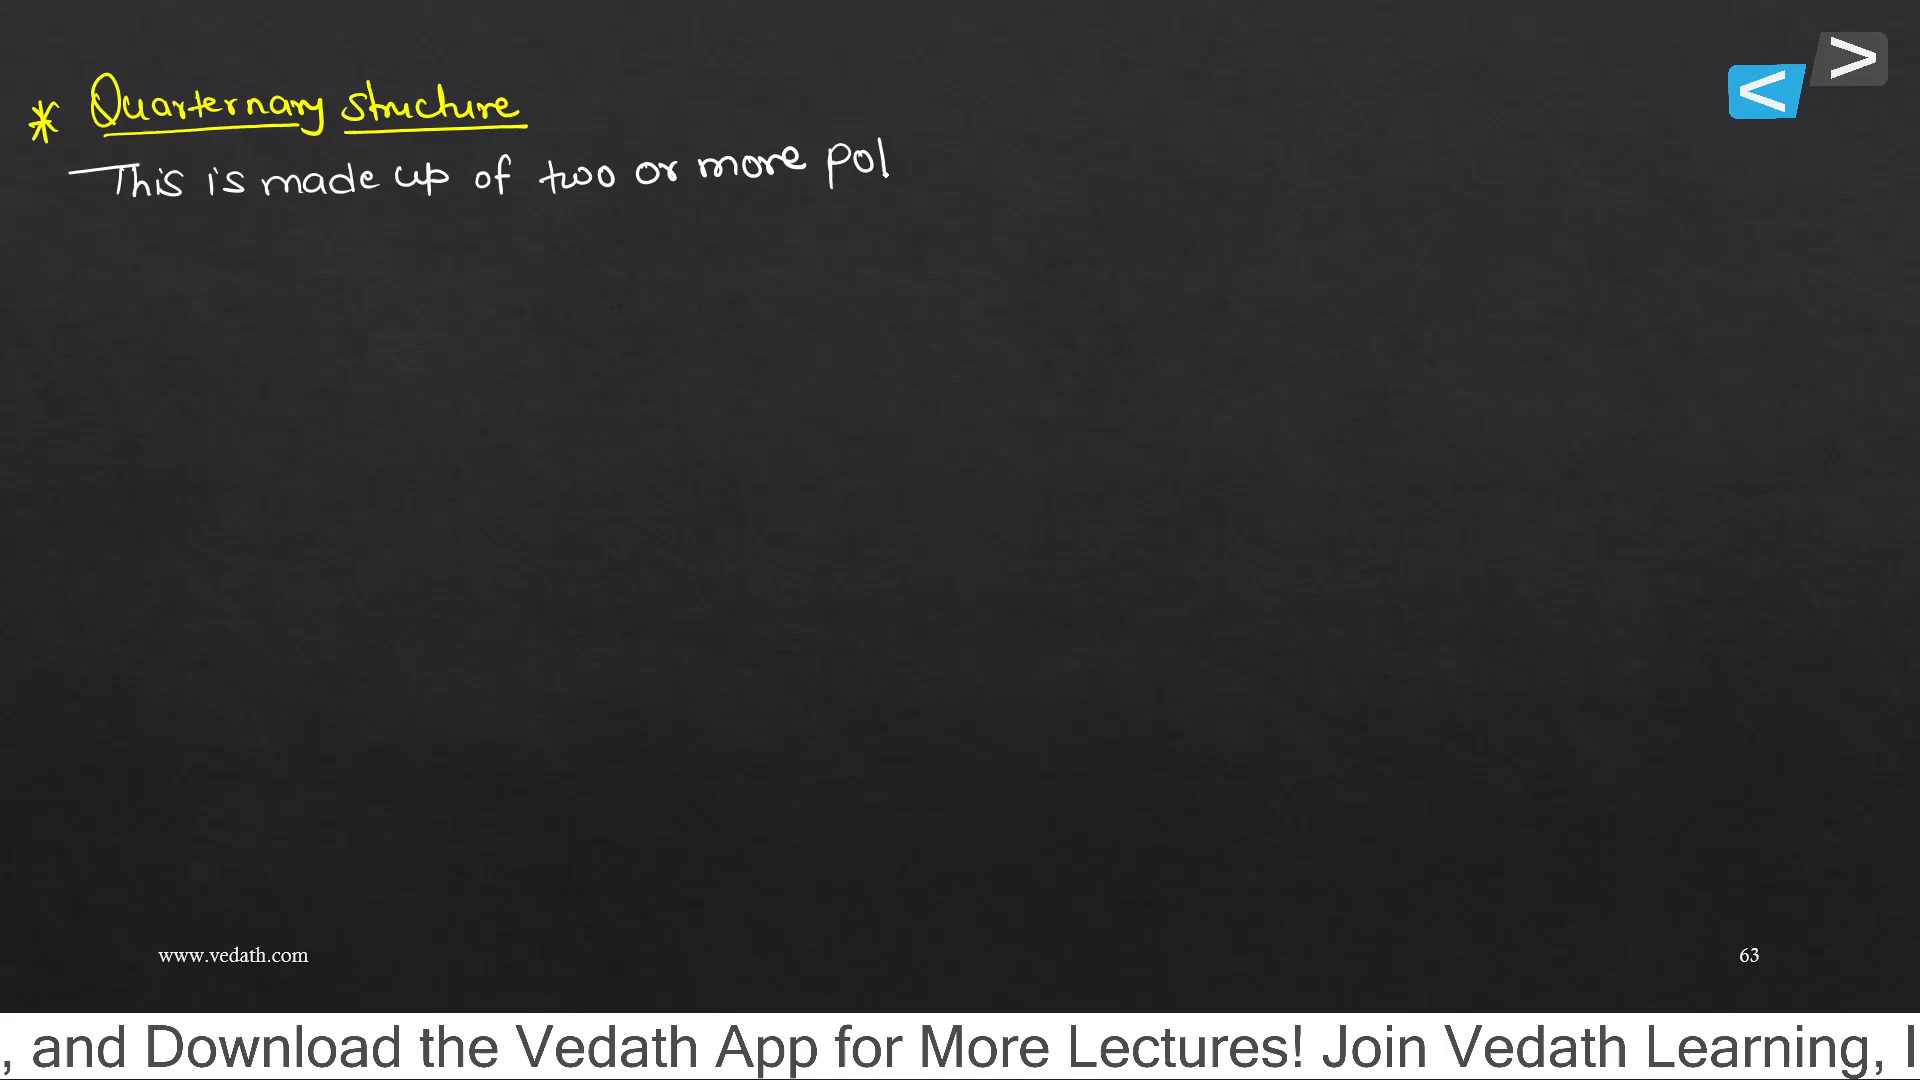 * Quarternary structure
This is made up of two or more pol
www.vedath.com
63
, and Download the Vedath App for More Lectures! Join Vedath Learning, I